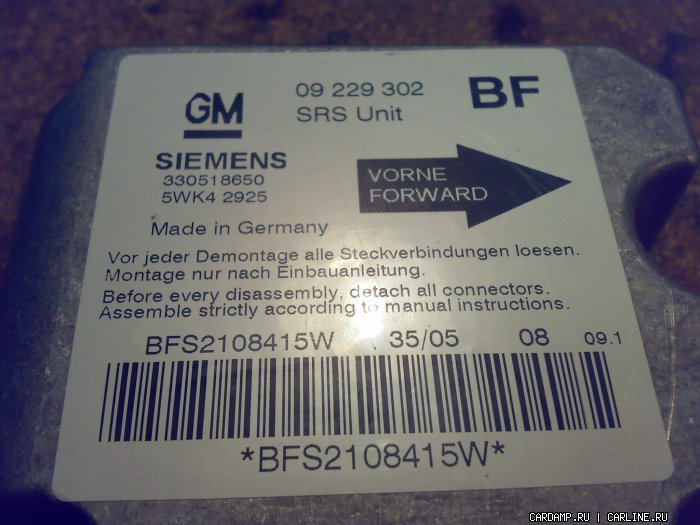 GM
09 229 302
SRS Unit
BF
SIEMENS
330518650
5WK4 2925
VORNE
FORWARD
Made in Germany
Vor jeder Demontage alle Steckverbindungen loesen.
Montage nur nach Einbauanleitung.
Before every disassembly, detach all connectors.
Assemble strictly according to manual instructions.
BFS2108415W 35/05 08 09.1
*BFS2108415W*
CARDAMP.RU | CARLINE.RU